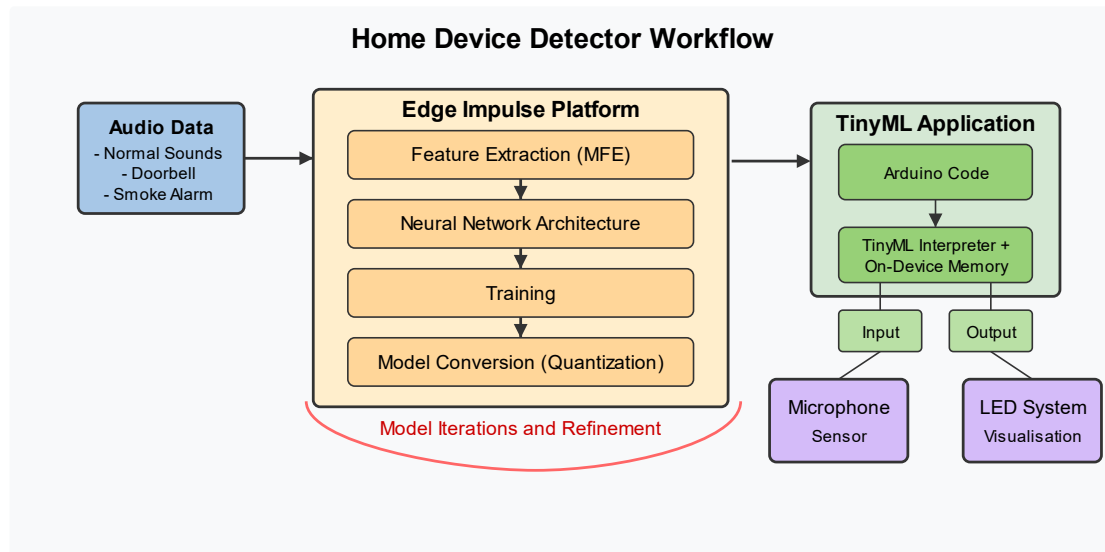 Home Device Detector Workflow
Audio Data
- Normal Sounds
- Doorbell
- Smoke Alarm
Edge Impulse Platform
Feature Extraction (MFE)
Neural Network Architecture
Training
Model Conversion (Quantization)
Model Iterations and Refinement
TinyML Application
Arduino Code
TinyML Interpreter +
On-Device Memory
Input
Output
Microphone
Sensor
LED System
Visualisation